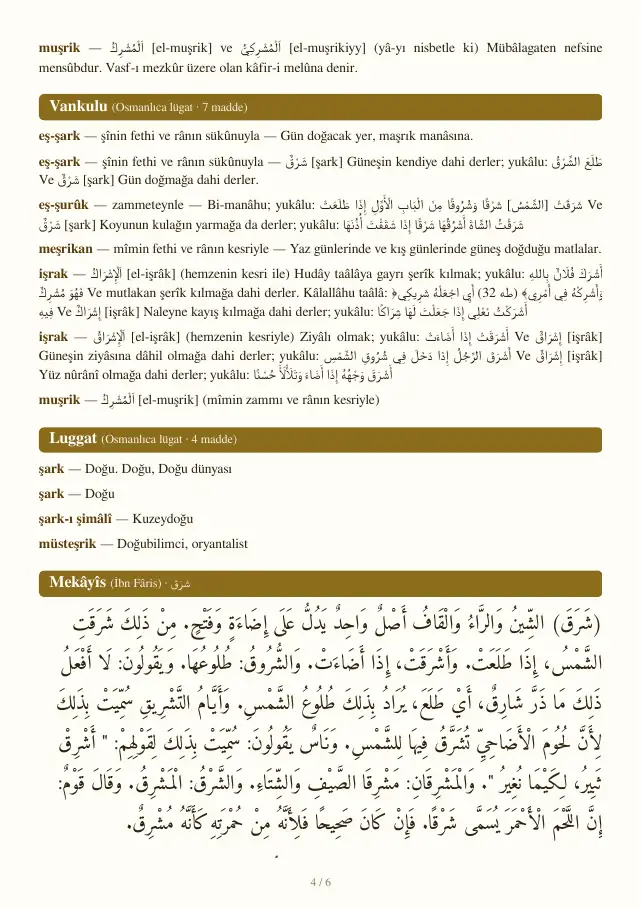 muşrik — اَلْمُشْرِكُ [el-muşrik] ve اَلْمُشْرِكِيُّ [el-muşrikiyy] (yâ-yı nisbetle ki) Mübâlagaten nefsine
mensûbdur. Vasf-ı mezkûr üzere olan kâfir-i melûna denir.
Vankulu (Osmanlıca lügat · 7 madde)
eş-şark — şînin fethi ve rânın sükûnuyla — Gün doğacak yer, maşrık manâsına.
eş-şark — şînin fethi ve rânın sükûnuyla — شَرْقٌ [şark] Güneşin kendiye dahi derler; yukâlu: طَلَعَ الشَّرْقُ
Ve شَرْقٌ [şark] Gün doğmağa dahi derler.
eş-şurûk — zammeteynle — Bi-manâhu; yukâlu: شَرَقَتْ [الشَّمْسُ] شَرْقًا وَشُرُوقًا مِنَ الْبَابِ الْأَوَّلِ إِذَا طَلَعَتْ Ve
شَرْقٌ [şark] Koyunun kulağın yarmağa da derler; yukâlu: شَرَقْتُ الشَّاةَ أَشْرُقُهَا شَرْقًا إِذَا شَقَقْتَ أُذُنَهَا
meşrikan — mîmin fethi ve rânın kesriyle — Yaz günlerinde ve kış günlerinde güneş doğduğu matlalar.
işrak — اَلْإِشْرَاكُ [el-işrâk] (hemzenin kesri ile) Hudây taâlâya gayrı şerîk kılmak; yukâlu: أَشْرَكَ فُلَانٌ بِاللهِ
فَهُوَ مُشْرِكٌ Ve mutlakan şerîk kılmağa dahi derler. Kâlallâhu taâlâ: ﴿وَأَشْرِكْهُ فِي أَمْرِي﴾ (طه 32) أَيِ اجْعَلْهُ شَرِيكِي
فِيهِ Ve إِشْرَاكٌ [işrâk] Naleyne kayış kılmağa dahi derler; yukâlu: أَشْرَكْتُ نَعْلِي إِذَا جَعَلْتَ لَهَا شِرَاكًا
işrak — اَلْإِشْرَاقُ [el-işrâk] (hemzenin kesriyle) Ziyâlı olmak; yukâlu: أَشْرَقَتْ إِذَا أَضَاءَتْ Ve إِشْرَاقٌ [işrâk]
Güneşin ziyâsına dâhil olmağa dahi derler; yukâlu: أَشْرَقَ الرَّجُلُ إِذَا دَخَلَ فِي شُرُوقِ الشَّمْسِ Ve إِشْرَاقٌ [işrâk]
Yüz nûrânî olmağa dahi derler; yukâlu: أَشْرَقَ وَجْهُهُ إِذَا أَضَاءَ وَتَلَأْلَأَ حُسْنًا
muşrik — اَلْمُشْرِكُ [el-muşrik] (mîmin zammı ve rânın kesriyle)
Luggat (Osmanlıca lügat · 4 madde)
şark — Doğu. Doğu, Doğu dünyası
şark — Doğu
şark-ı şimâlî — Kuzeydoğu
müsteşrik — Doğubilimci, oryantalist
Mekâyîs (İbn Fâris) · شرق
(شَرَقَ) الشِّينُ وَالرَّاءُ وَالْقَافُ أَصْلٌ وَاحِدٌ يَدُلُّ عَلَى إِضَاءَةٍ وَفَتْحٍ. مِنْ ذَلِكَ شَرَقَتِ
الشَّمْسُ، إِذَا طَلَعَتْ. وَأَشْرَقَتْ، إِذَا أَضَاءَتْ. وَالشُّرُوقُ: طُلُوعُهَا. وَيَقُولُونَ: لَا أَفْعَلُ
ذَلِكَ مَا ذَرَّ شَارِقٌ، أَيْ طَلَعَ، يُرَادُ بِذَلِكَ طُلُوعُ الشَّمْسِ. وَأَيَّامُ التَّشْرِيقِ سُمِّيَتْ بِذَلِكَ
لِأَنَّ لُحُومَ الْأَضَاحِيِّ تُشَرَّقُ فِيهَا لِلشَّمْسِ. وَنَاسٌ يَقُولُونَ: سُمِّيَتْ بِذَلِكَ لِقَوْلِهِمْ: " أَشْرِقْ
ثَبِيرُ، لِكَيْمَا نُغِيرُ ". وَالْمَشْرِقَانِ: مَشْرِقَا الصَّيْفِ وَالشِّتَاءِ. وَالشَّرْقُ: الْمَشْرِقُ. وَقَالَ قَوْمٌ:
إِنَّ اللَّحْمَ الْأَحْمَرَ يُسَمَّى شَرْقًا. فَإِنْ كَانَ صَحِيحًا فَلِأَنَّهُ مِنْ حُمْرَتِهِ كَأَنَّهُ مُشْرِقٌ.
4 / 6